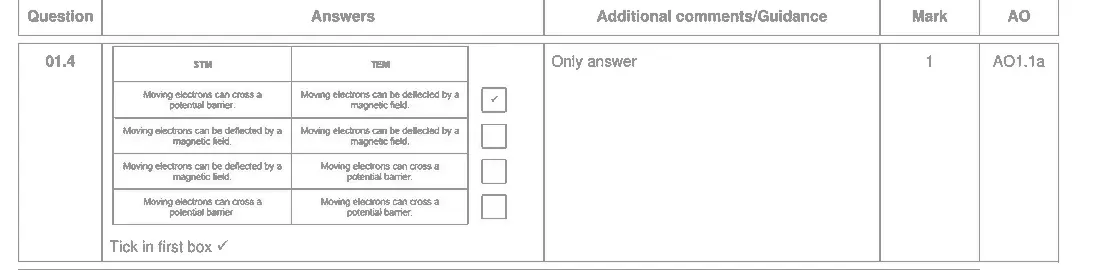 Question Answers Additional comments/Guidance Mark AO
01.4 STM TEM Only answer 1 AO1.1a
Moving electrons can cross a Moving electrons can be deflected by a
potential barrier. magnetic field. ✓
Moving electrons can be deflected by a Moving electrons can be deflected by a
magnetic field. magnetic field.
Moving electrons can be deflected by a Moving electrons can cross a
magnetic field. potential barrier.
Moving electrons can cross a Moving electrons can cross a
potential barrier potential barrier.
Tick in first box ✓